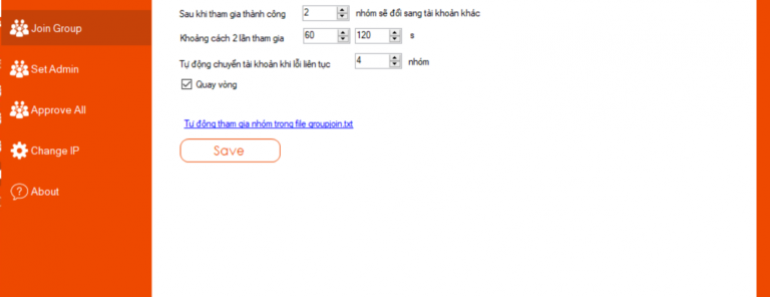 Sau khi tham gia thành công 2 nhóm sẽ đổi sang tài khoản khác
Join Group
Khoảng cách 2 lần tham gia 60 120 s
Tự động chuyển tài khoản khi lỗi liên tục 4 nhóm
Set Admin
Quay vòng
Approve All
Tự động tham gia nhóm trong file groupjoin.txt
Change IP
Save
About